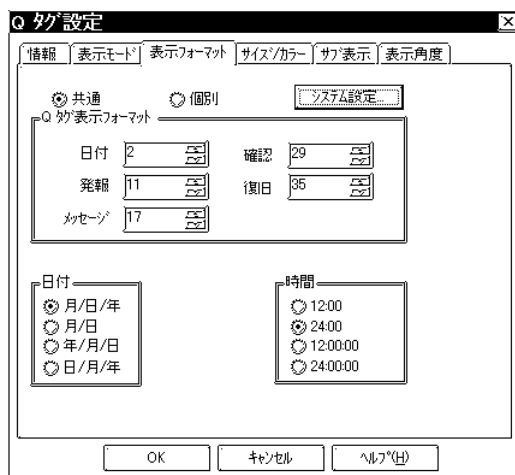 Q ﾀｸﾞ設定
情報 表示ﾓｰﾄﾞ 表示ﾌｫｰﾏｯﾄ ｻｲｽﾞ/ｶﾗｰ ｻﾌﾞ表示 表示角度
共通 個別 ｼｽﾃﾑ設定...
Q ﾀｸﾞ表示ﾌｫｰﾏｯﾄ
日付 2 確認 29
発報 11 復旧 35
ﾒｯｾｰｼﾞ 17
日付 時間
月/日/年 12:00
月/日 24:00
年/月/日 12:00:00
日/月/年 24:00:00
OK ｷｬﾝｾﾙ ﾍﾙﾌﾟ(H)